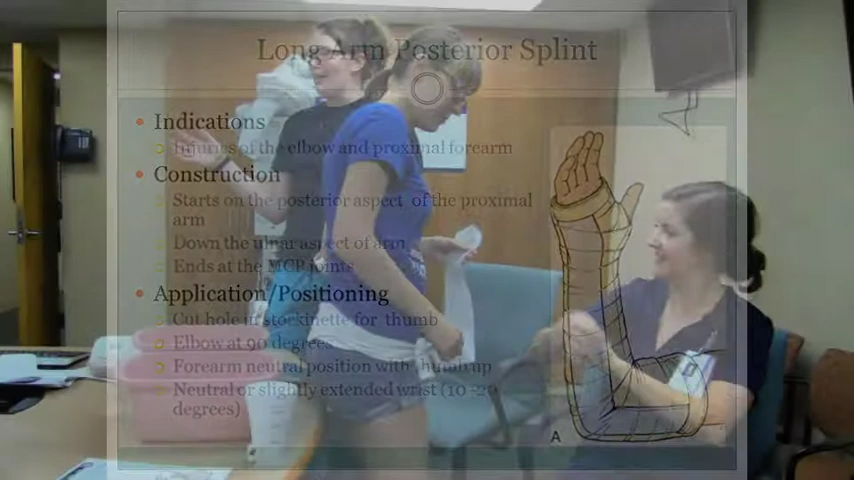 Long Arm Posterior Splint
Indications
Injuries of the elbow and proximal forearm
Construction
Starts on the posterior aspect of the proximal
arm
Down the ulnar aspect of arm
Ends at the MCP joints
Application/Positioning
Cut hole in stockinette for thumb
Elbow at 90 degrees
Forearm neutral position with thumb up
Neutral or slightly extended wrist (10-20
degrees)
A